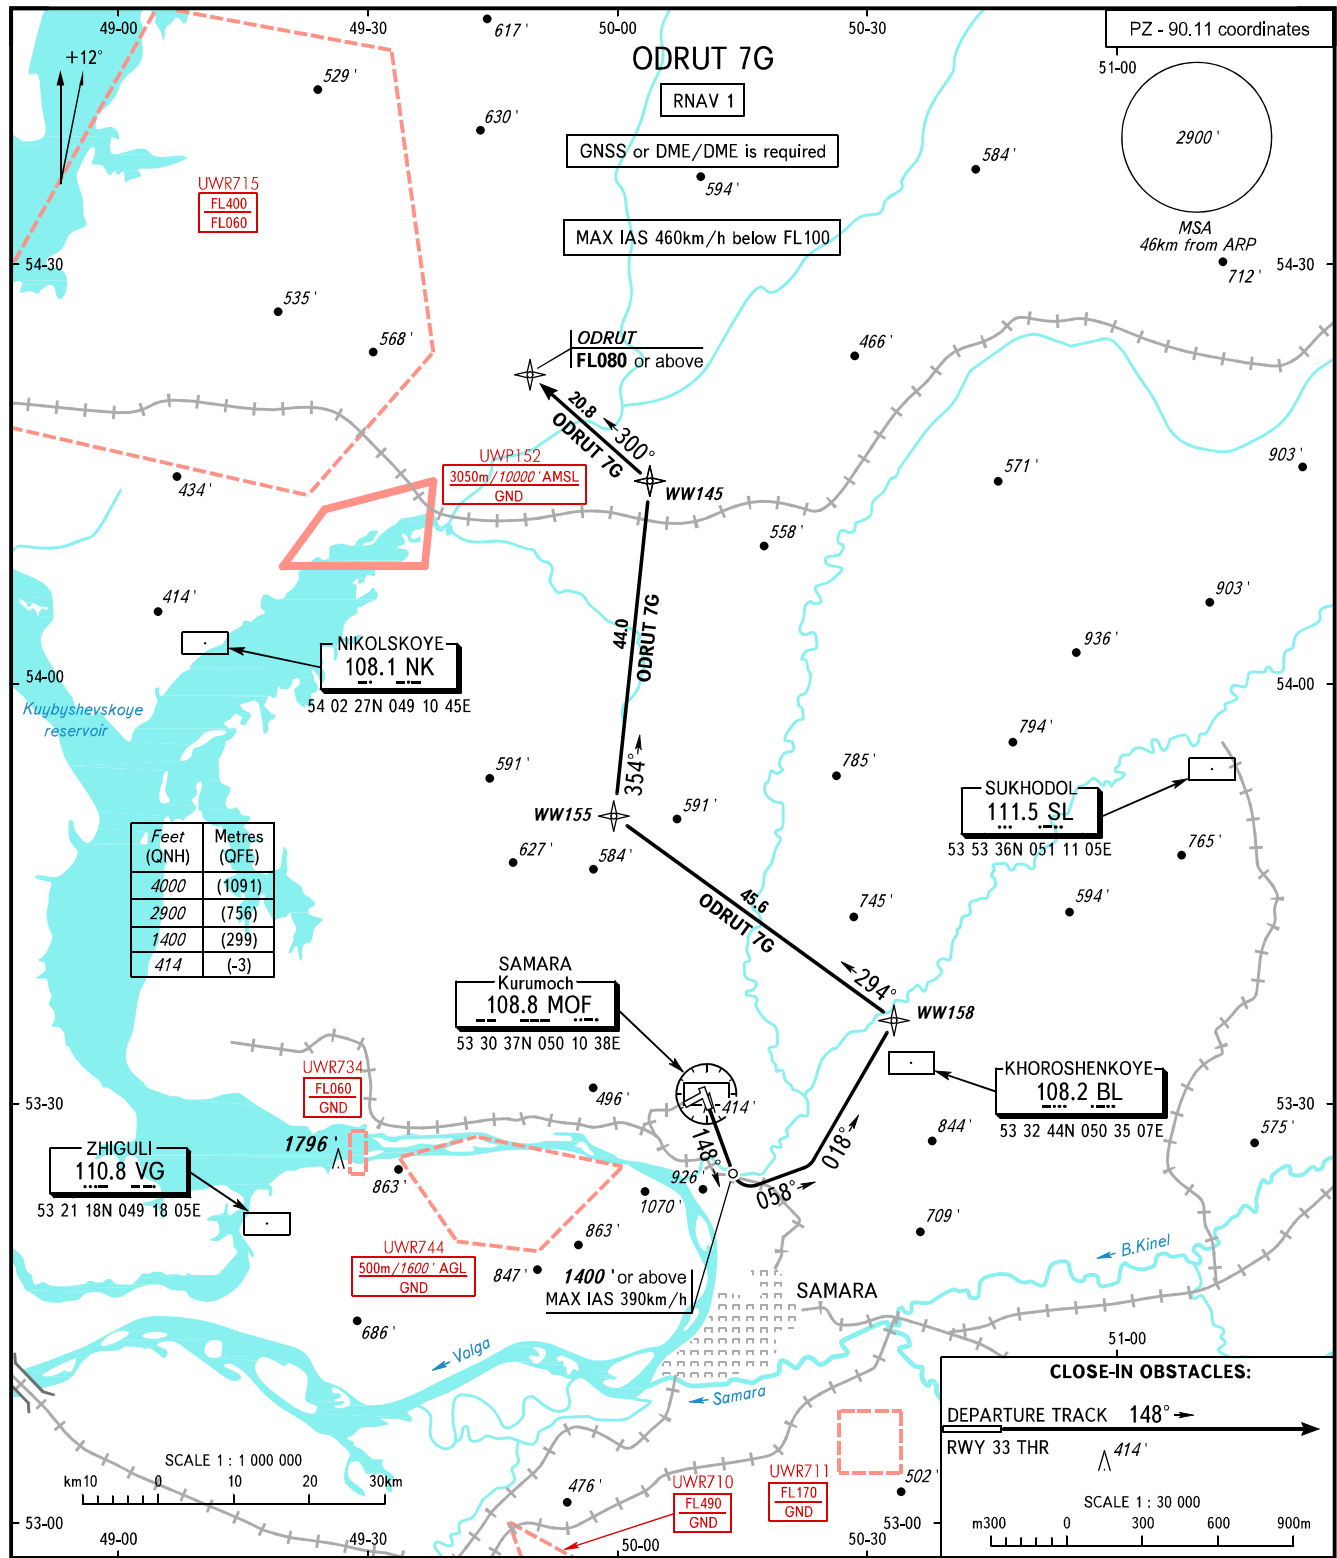 49-00
49-30
50-00
50-30
PZ - 90.11 coordinates
51-00
+12°
617 '
ODRUT 7G
RNAV 1
529 '
630 '
GNSS or DME/DME is required
584 '
594 '
2900 '
UWR715
FL400
FL060
MAX IAS 460km/h below FL100
MSA
46km from ARP
54-30
54-30
712 '
535 '
568 '
ODRUT
FL080 or above
466 '
20.8
300°
ODRUT 7G
UWP152
3050m/10000 ' AMSL
GND
434 '
WW145
571 '
903 '
558 '
414 '
903 '
936 '
44.0
ODRUT 7G
NIKOLSKOYE
108.1 NK
54 02 27N 049 10 45E
54-00
54-00
Kuybyshevskoye
reservoir
794 '
354°
591 '
785 '
SUKHODOL
111.5 SL
53 53 36N 051 11 05E
WW155
591 '
Feet
(QNH)
Metres
(QFE)
4000
(1091)
2900
(756)
1400
(299)
414
(-3)
627 '
584 '
765 '
45.6
ODRUT 7G
745 '
594 '
SAMARA
Kurumoch
108.8 MOF
53 30 37N 050 10 38E
294°
WW158
UWR734
FL060
GND
496 '
414 '
KHOROSHENKOYE
108.2 BL
53 32 44N 050 35 07E
53-30
53-30
1796 '
148°
018°
844 '
575 '
ZHIGULI
110.8 VG
53 21 18N 049 18 05E
863 '
926 '
058°
1070 '
709 '
863 '
B.Kinel
UWR744
500m/1600 ' AGL
GND
847 '
1400 ' or above
MAX IAS 390km/h
SAMARA
686 '
Volga
51-00
Samara
CLOSE-IN OBSTACLES:
DEPARTURE TRACK 148°
RWY 33 THR
414 '
SCALE 1 : 1 000 000
km10 0 10 20 30km
476 '
UWR710
FL490
GND
UWR711
FL170
GND
502 '
SCALE 1 : 30 000
m300 0 300 600 900m
53-00
53-00
49-00
49-30
50-00
50-30